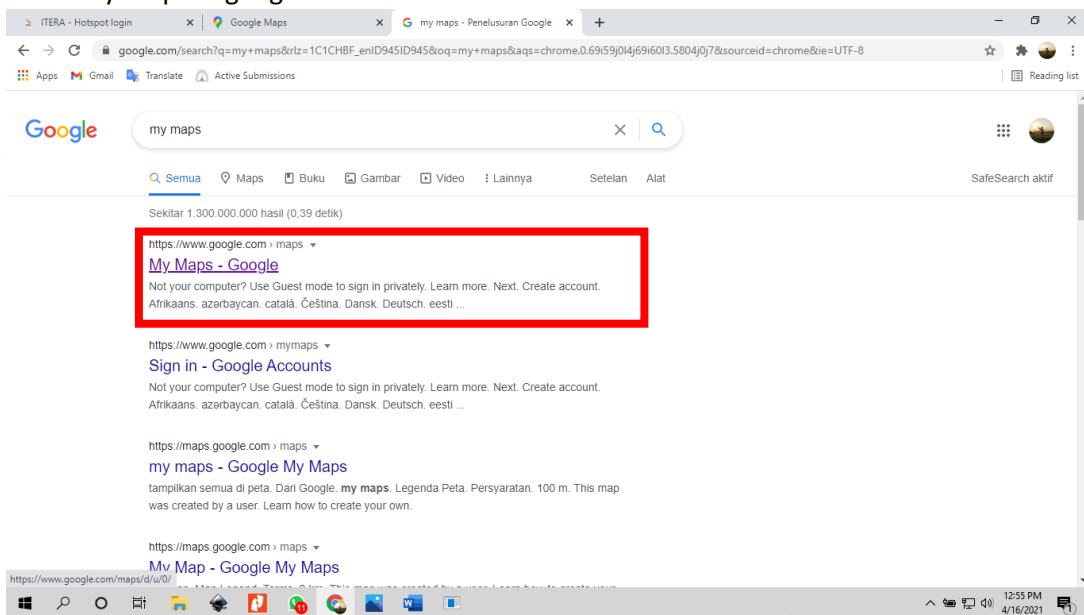 ITERA - Hotspot login
Google Maps
my maps - Penelusuran Google
google.com/search?q=my+maps&rlz=1C1CHBF_enID945ID945&oq=my+maps&aqs=chrome.0.69i59j0l4j69i60l3.5804j0j7&sourceid=chrome&ie=UTF-8
Apps Gmail Translate Active Submissions Reading list
Google my maps
Semua Maps Buku Gambar Video Lainnya Setelan Alat SafeSearch aktif
Sekitar 1.300.000.000 hasil (0,39 detik)
https://www.google.com › maps
My Maps - Google
Not your computer? Use Guest mode to sign in privately. Learn more. Next. Create account.
Afrikaans. azərbaycan. català. Čeština. Dansk. Deutsch. eesti ...
https://www.google.com › mymaps
Sign in - Google Accounts
Not your computer? Use Guest mode to sign in privately. Learn more. Next. Create account.
Afrikaans. azərbaycan. català. Čeština. Dansk. Deutsch. eesti ...
https://maps.google.com › maps
my maps - Google My Maps
tampilkan semua di peta. Dari Google. my maps. Legenda Peta. Persyaratan. 100 m. This map
was created by a user. Learn how to create your own.
https://maps.google.com › maps
My Map - Google My Maps
https://www.google.com/maps/d/u/0/
11
12:55 PM
4/16/2021
1